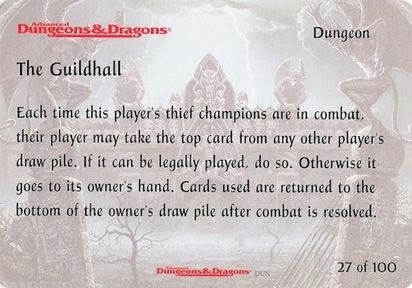 Advanced
Dungeons & Dragons®
Dungeon
The Guildhall
Each time this player's thief champions are in combat,
their player may take the top card from any other player's
draw pile. If it can be legally played, do so. Otherwise it
goes to its owner's hand. Cards used are returned to the
bottom of the owner's draw pile after combat is resolved.
Advanced
Dungeons & Dragons® DUN
27 of 100